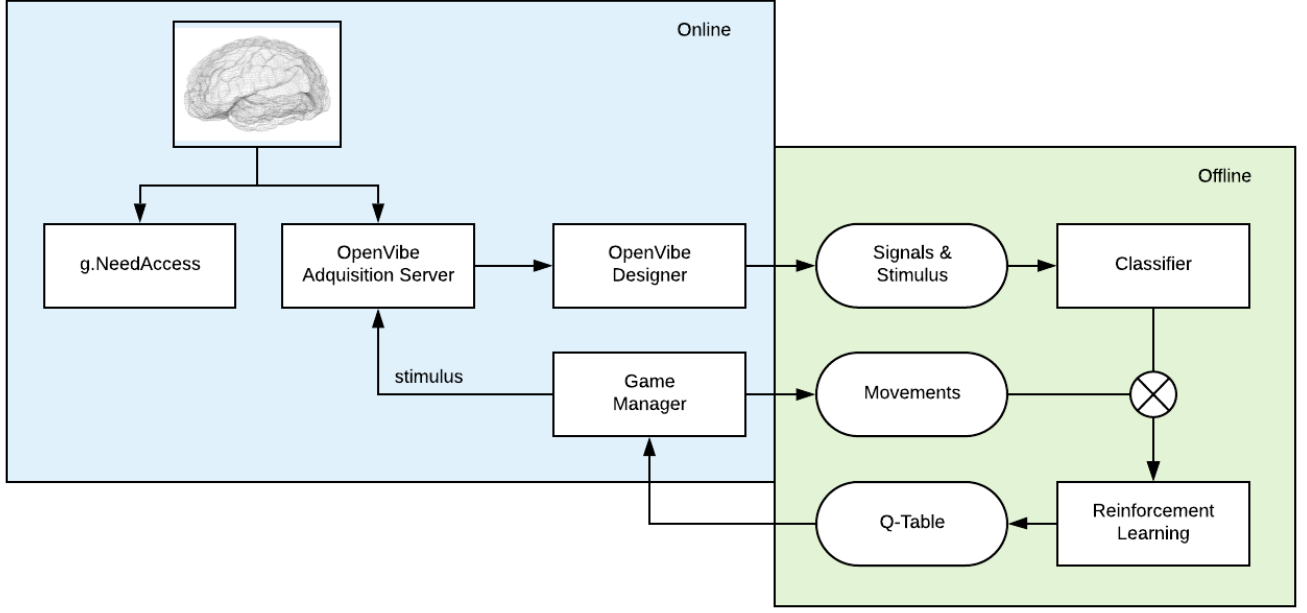 Online
Offline
g.NeedAccess
OpenVibe
Adquisition Server
OpenVibe
Designer
Signals &
Stimulus
Classifier
stimulus
Game
Manager
Movements
Q-Table
Reinforcement
Learning